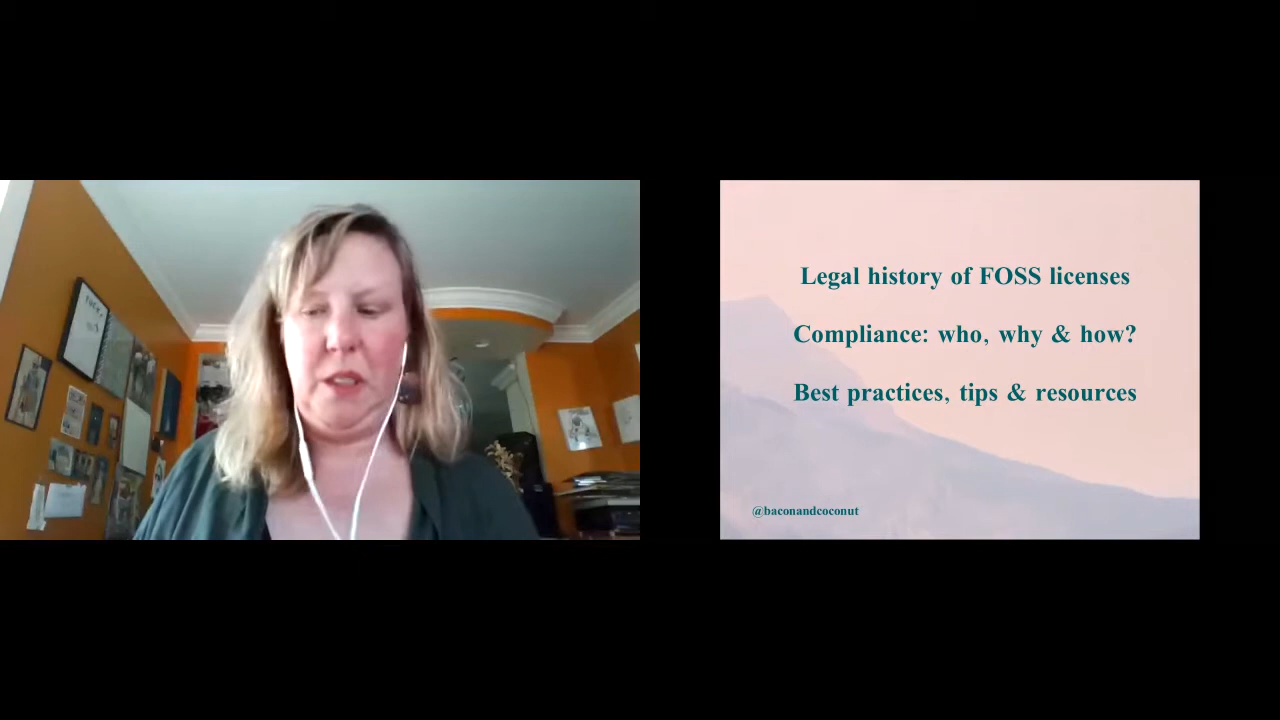 Legal history of FOSS licenses
Compliance: who, why & how?
Best practices, tips & resources
@baconandcoconut